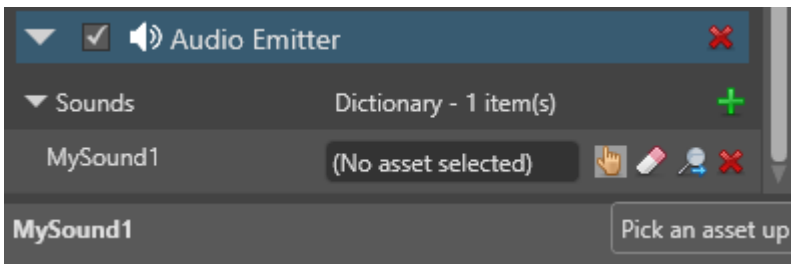 Audio Emitter
Sounds Dictionary - 1 item(s)
MySound1 (No asset selected)
MySound1 Pick an asset up